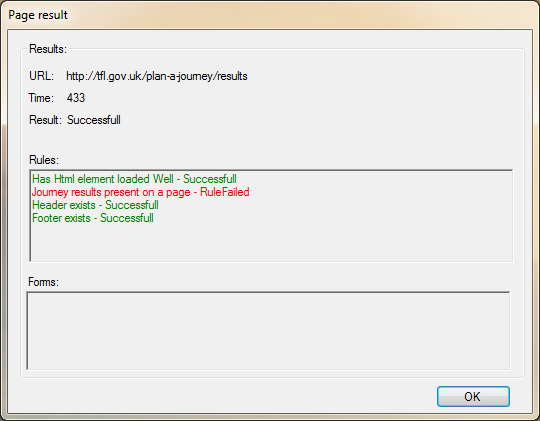 Page result
Results:
URL: http://tfl.gov.uk/plan-a-journey/results
Time: 433
Result: Successfull
Rules:
Has Html element loaded Well - Successfull
Journey results present on a page - RuleFailed
Header exists - Successfull
Footer exists - Successfull
Forms:
OK